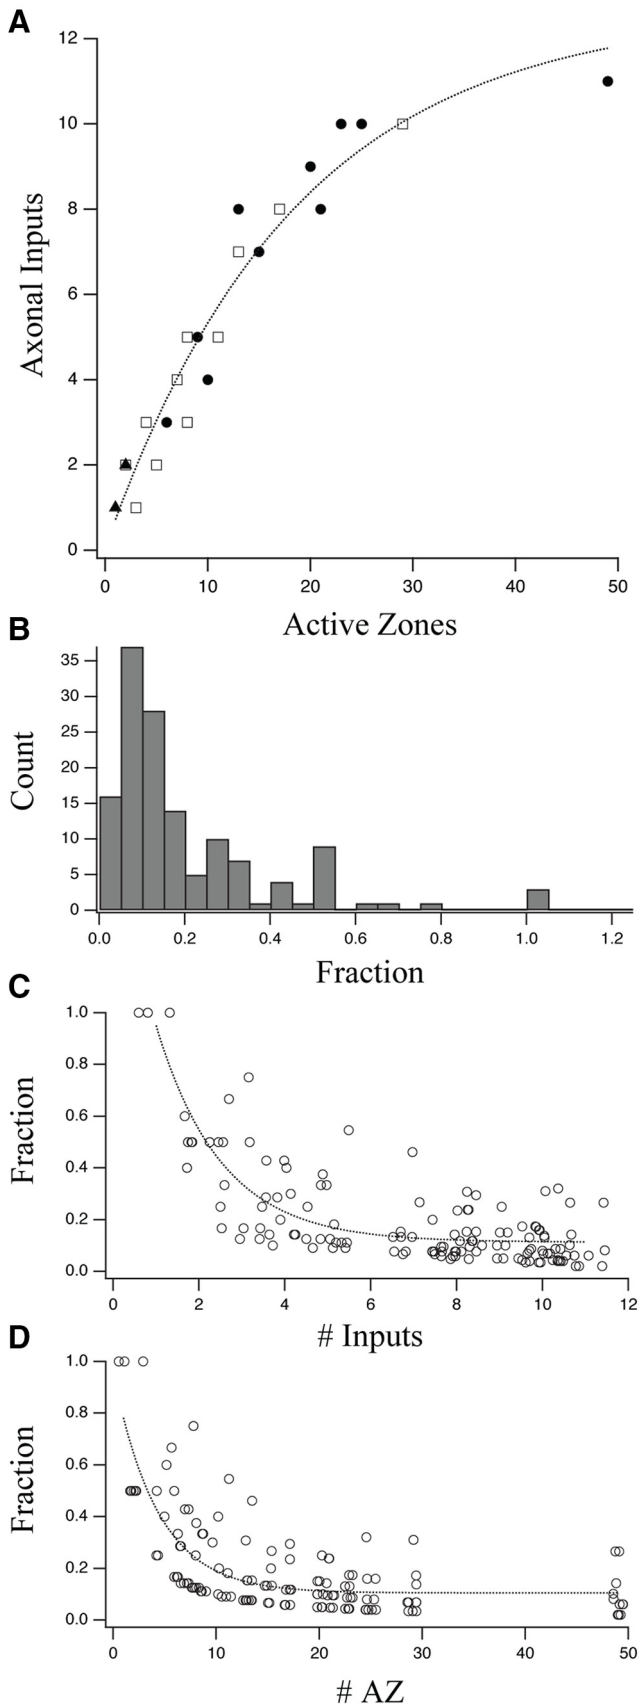 A
12
10
8
6
4
2
0
Axonal Inputs
0 10 20 30 40 50
Active Zones
B
35
30
25
20
15
10
5
0
Count
0.0 0.2 0.4 0.6 0.8 1.0 1.2
Fraction
C
1.0
0.8
0.6
0.4
0.2
0.0
Fraction
0 2 4 6 8 10 12
# Inputs
D
1.0
0.8
0.6
0.4
0.2
0.0
Fraction
0 10 20 30 40 50
# AZ